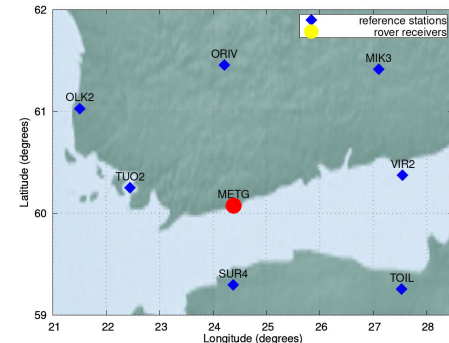 62
reference stations
rover receivers
ORIV
MIK3
OLK2
61
TUO2
VIR2
METG
60
SUR4
TOIL
59
21 22 23 24 25 26 27 28
Latitude (degrees)
Longitude (degrees)